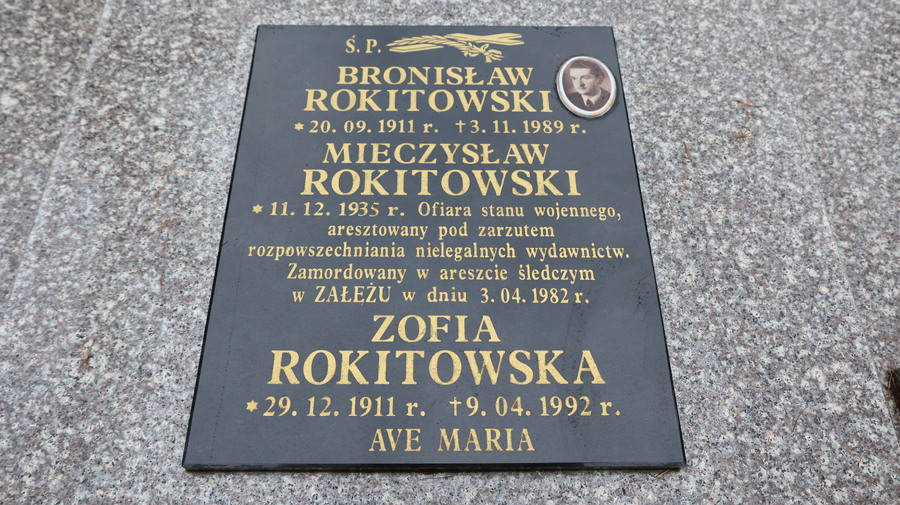 Ś. P.
BRONISŁAW
ROKITOWSKI
* 20. 09. 1911 r. † 3. 11. 1989 r.
MIECZYSŁAW
ROKITOWSKI
* 11. 12. 1935 r. Ofiara stanu wojennego,
aresztowany pod zarzutem
rozpowszechniania nielegalnych wydawnictw.
Zamordowany w areszcie śledczym
w ZAŁEŻU w dniu 3. 04. 1982 r.
ZOFIA
ROKITOWSKA
* 29. 12. 1911 r. † 9. 04. 1992 r.
AVE MARIA